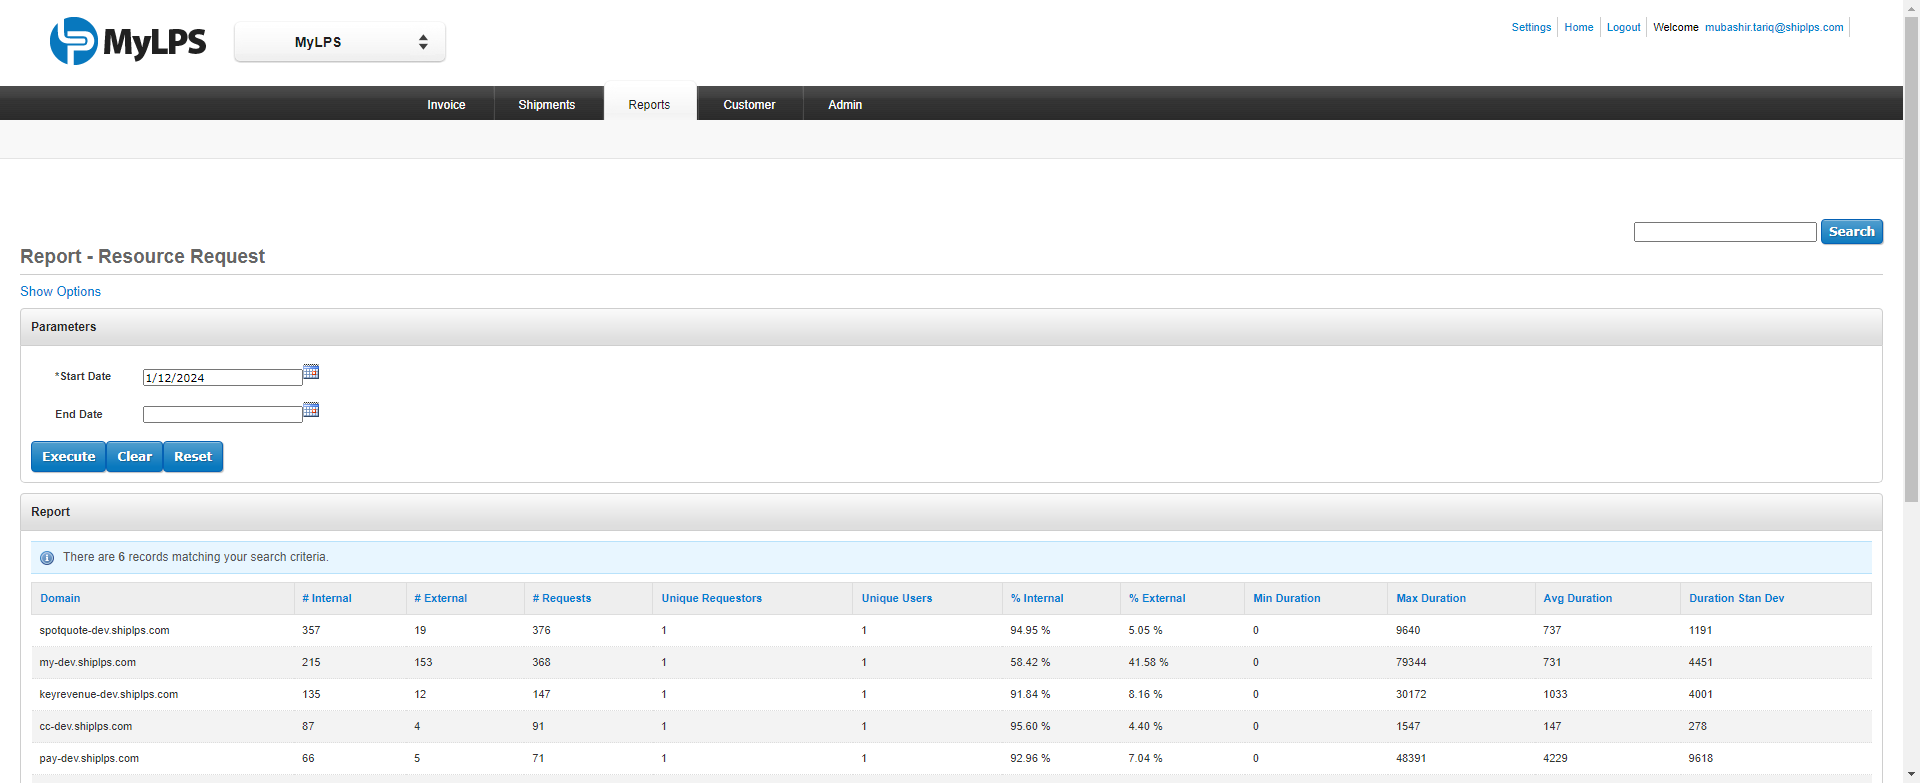 MyLPS
MyLPS
Settings Home Logout Welcome mubashir.tariq@shiplps.com
Invoice Shipments Reports Customer Admin
Search
Report - Resource Request
Show Options
Parameters
*Start Date 1/12/2024
End Date
Execute Clear Reset
Report
There are 6 records matching your search criteria.
Domain # Internal # External # Requests Unique Requestors Unique Users % Internal % External Min Duration Max Duration Avg Duration Duration Stan Dev
spotquote-dev.shiplps.com 357 19 376 1 1 94.95 % 5.05 % 0 9640 737 1191
my-dev.shiplps.com 215 153 368 1 1 58.42 % 41.58 % 0 79344 731 4451
keyrevenue-dev.shiplps.com 135 12 147 1 1 91.84 % 8.16 % 0 30172 1033 4001
cc-dev.shiplps.com 87 4 91 1 1 95.60 % 4.40 % 0 1547 147 278
pay-dev.shiplps.com 66 5 71 1 1 92.96 % 7.04 % 0 48391 4229 9618